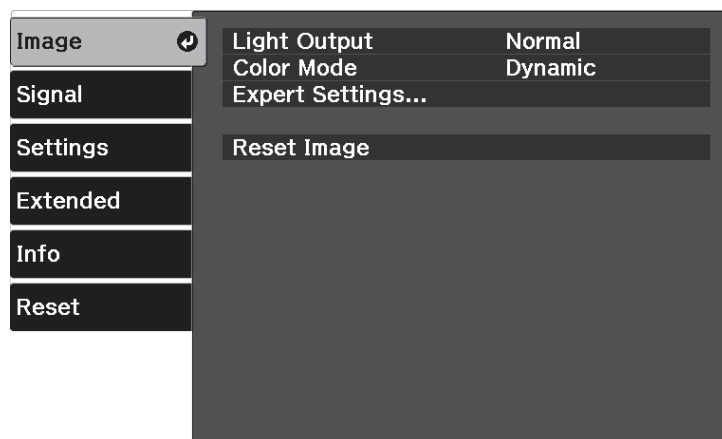 Image
Signal
Settings
Extended
Info
Reset
Light Output Normal
Color Mode Dynamic
Expert Settings...
Reset Image